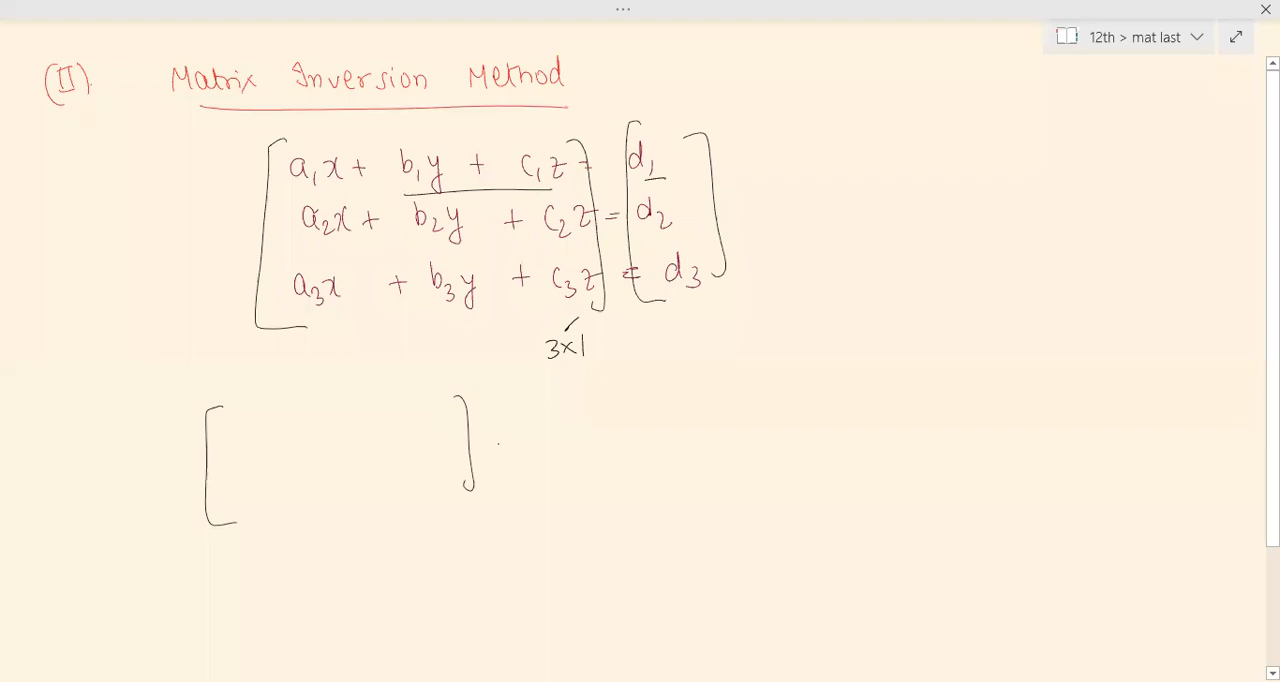 12th > mat last
(II). Matrix Inversion Method
a₁x + b₁y + c₁z = d₁
a₂x + b₂y + c₂z = d₂
a₃x + b₃y + c₃z = d₃
3×1